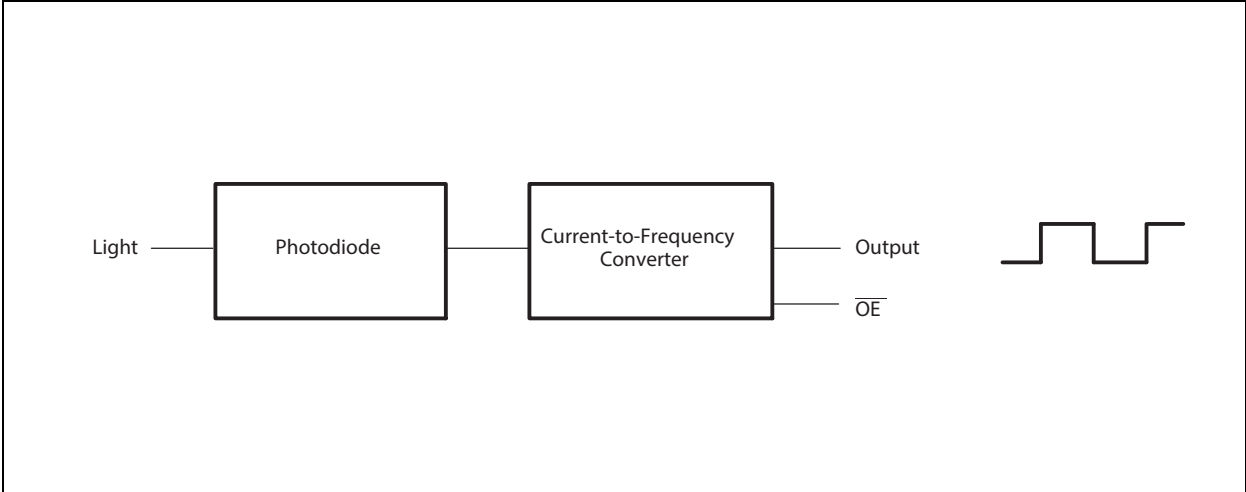 Light
Photodiode
Current-to-Frequency
Converter
Output
OE